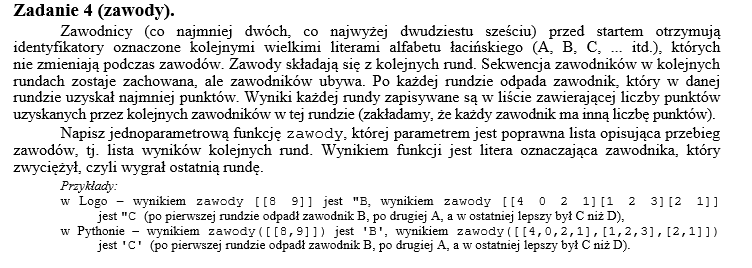 Zadanie 4 (zawody).
Zawodnicy (co najmniej dwóch, co najwyżej dwudziestu sześciu) przed startem otrzymują
identyfikatory oznaczone kolejnymi wielkimi literami alfabetu łacińskiego (A, B, C, ... itd.), których
nie zmieniają podczas zawodów. Zawody składają się z kolejnych rund. Sekwencja zawodników w kolejnych
rundach zostaje zachowana, ale zawodników ubywa. Po każdej rundzie odpada zawodnik, który w danej
rundzie uzyskał najmniej punktów. Wyniki każdej rundy zapisywane są w liście zawierającej liczby punktów
uzyskanych przez kolejnych zawodników w tej rundzie (zakładamy, że każdy zawodnik ma inną liczbę punktów).
Napisz jednoparametrową funkcję zawody, której parametrem jest poprawna lista opisująca przebieg
zawodów, tj. lista wyników kolejnych rund. Wynikiem funkcji jest litera oznaczająca zawodnika, który
zwyciężył, czyli wygrał ostatnią rundę.
Przykłady:
w Logo – wynikiem zawody [[8 9]] jest "B, wynikiem zawody [[4 0 2 1][1 2 3][2 1]]
jest "C (po pierwszej rundzie odpadł zawodnik B, po drugiej A, a w ostatniej lepszy był C niż D),
w Pythonie – wynikiem zawody([[8,9]]) jest 'B', wynikiem zawody([[4,0,2,1],[1,2,3],[2,1]])
jest 'C' (po pierwszej rundzie odpadł zawodnik B, po drugiej A, a w ostatniej lepszy był C niż D).